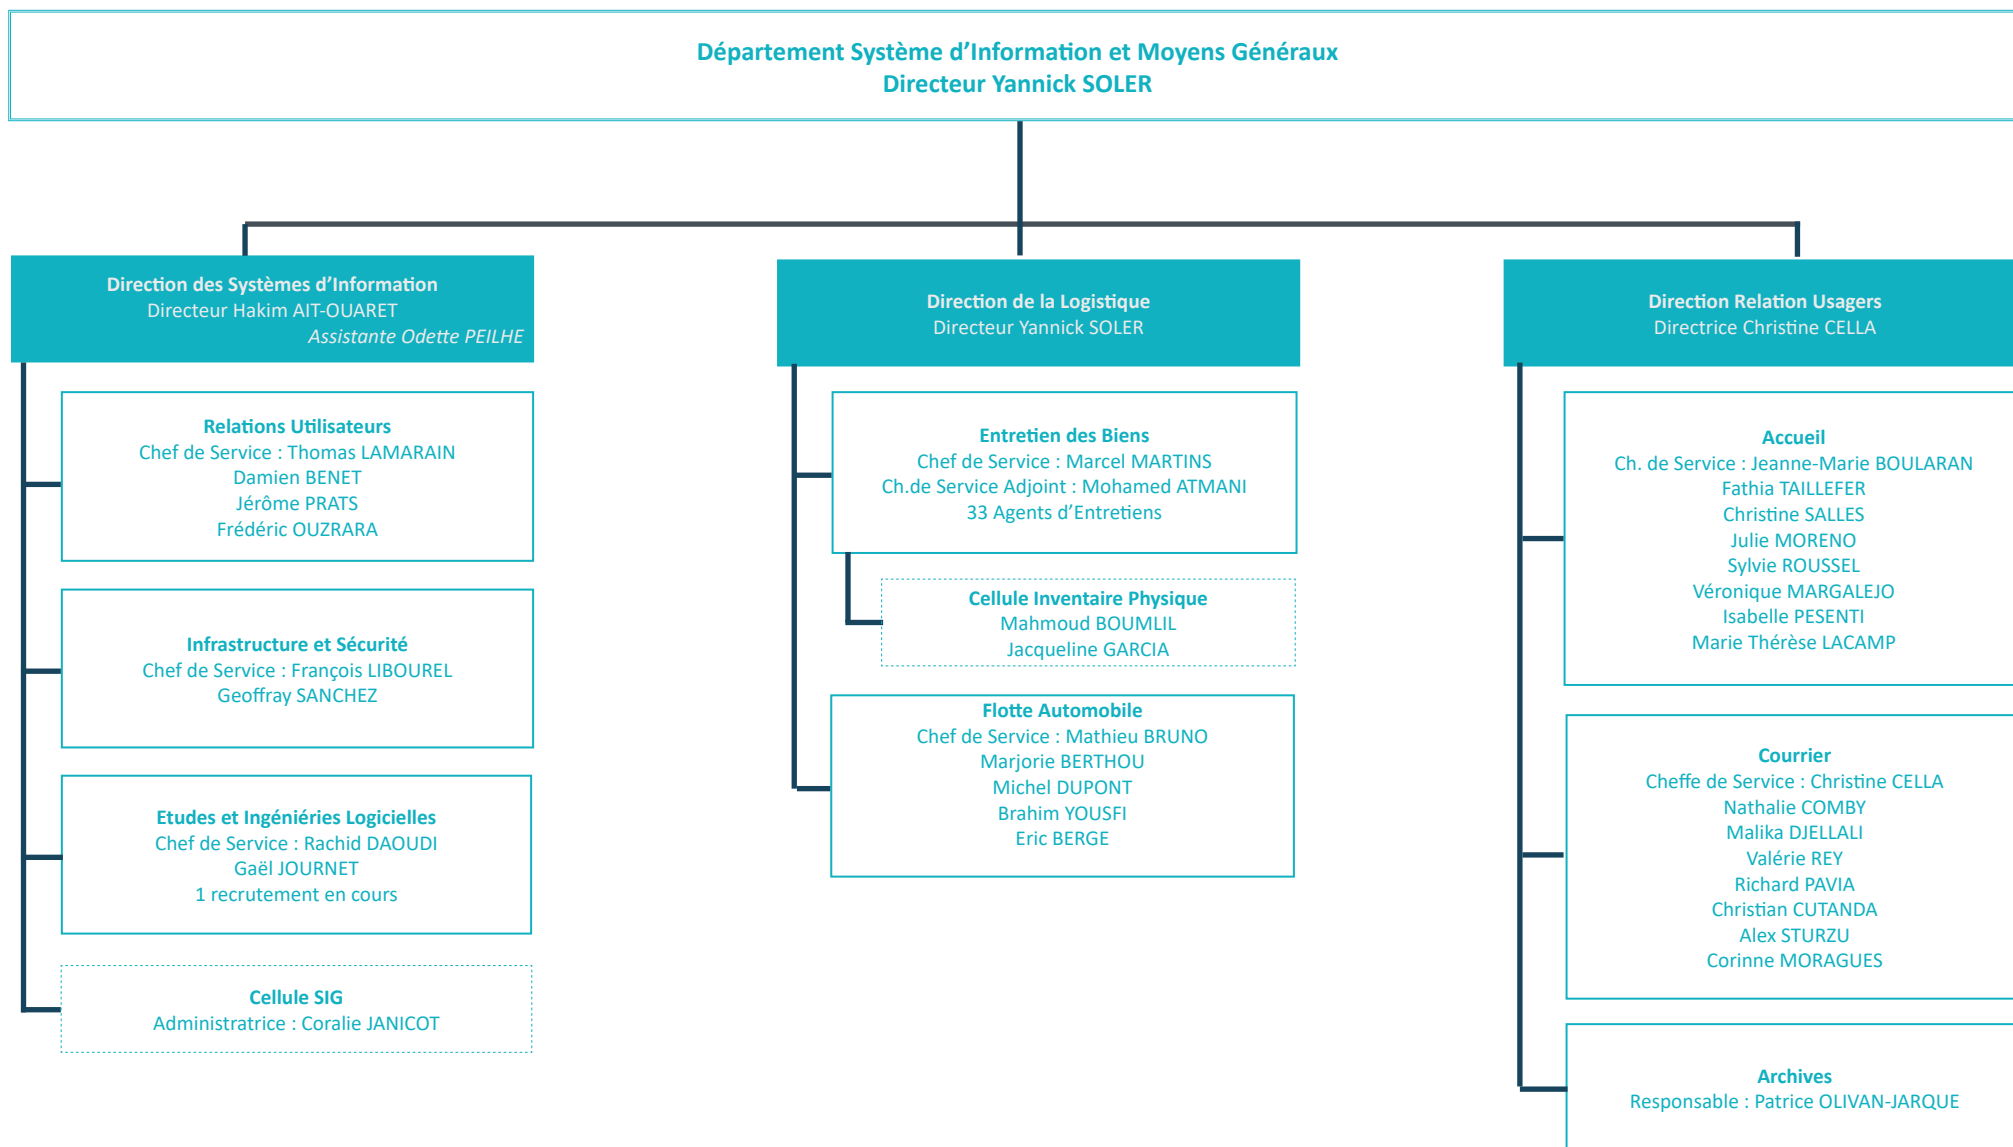 Département Système d’Information et Moyens Généraux
Directeur Yannick SOLER
Direction des Systèmes d’Information
Directeur Hakim AIT-OUARET
Assistante Odette PEILHE
Relations Utilisateurs
Chef de Service : Thomas LAMARAIN
Damien BENET
Jérôme PRATS
Frédéric OUZRARA
Infrastructure et Sécurité
Chef de Service : François LIBOUREL
Geoffray SANCHEZ
Etudes et Ingéniéries Logicielles
Chef de Service : Rachid DAOUDI
Gaël JOURNET
1 recrutement en cours
Cellule SIG
Administratrice : Coralie JANICOT
Direction de la Logistique
Directeur Yannick SOLER
Entretien des Biens
Chef de Service : Marcel MARTINS
Ch.de Service Adjoint : Mohamed ATMANI
33 Agents d’Entretiens
Cellule Inventaire Physique
Mahmoud BOUMLIL
Jacqueline GARCIA
Flotte Automobile
Chef de Service : Mathieu BRUNO
Marjorie BERTHOU
Michel DUPONT
Brahim YOUSFI
Eric BERGE
Direction Relation Usagers
Directrice Christine CELLA
Accueil
Ch. de Service : Jeanne-Marie BOULARAN
Fathia TAILLEFER
Christine SALLES
Julie MORENO
Sylvie ROUSSEL
Véronique MARGALEJO
Isabelle PESENTI
Marie Thérèse LACAMP
Courrier
Cheffe de Service : Christine CELLA
Nathalie COMBY
Malika DJELLALI
Valérie REY
Richard PAVIA
Christian CUTANDA
Alex STURZU
Corinne MORAGUES
Archives
Responsable : Patrice OLIVAN-JARQUE